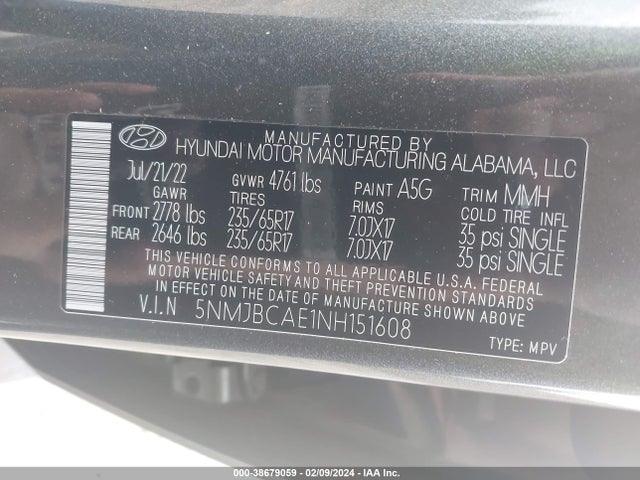 MANUFACTURED BY
HYUNDAI MOTOR MANUFACTURING ALABAMA, LLC
Jul/21/22 GVWR 4761 lbs PAINT A5G TRIM MMH
GAWR TIRES RIMS COLD TIRE INFL
FRONT 2778 lbs 235/65R17 7.0JX17 35 psi SINGLE
REAR 2646 lbs 235/65R17 7.0JX17 35 psi SINGLE
THIS VEHICLE CONFORMS TO ALL APPLICABLE U.S.A. FEDERAL
MOTOR VEHICLE SAFETY AND THEFT PREVENTION STANDARDS
IN EFFECT ON THE DATE OF MANUFACTURE SHOWN ABOVE
V.I.N 5NMJBCAE1NH151608
TYPE: MPV
000-38679059 - 02/09/2024 - IAA Inc.